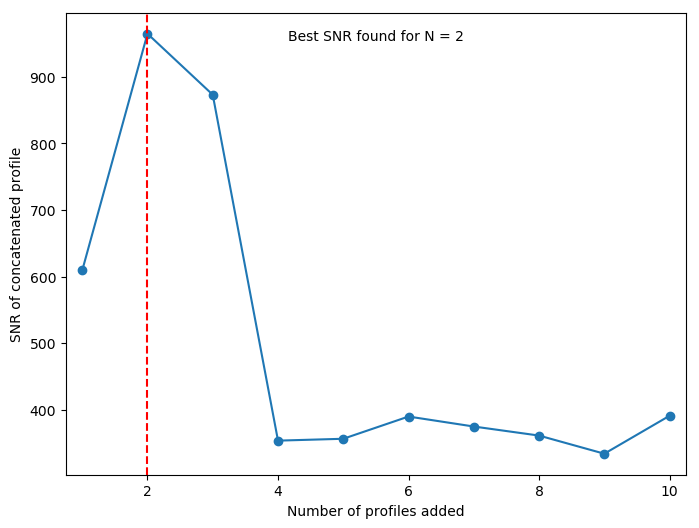 Best SNR found for N = 2
900
800
700
600
500
400
SNR of concatenated profile
2 4 6 8 10
Number of profiles added